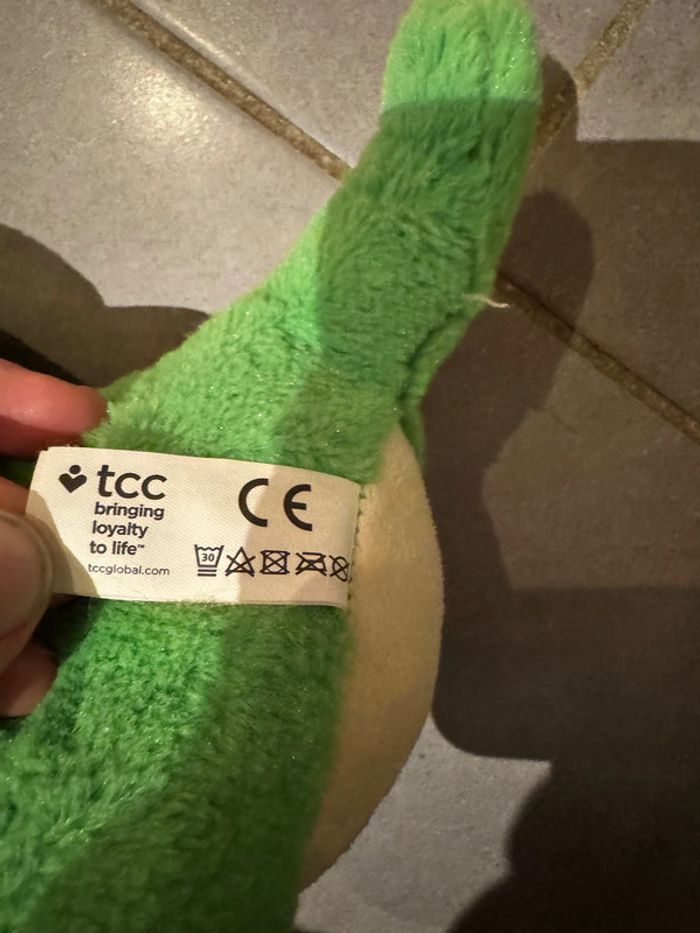 tcc
bringing
loyalty
to life™
tccglobal.com
CE
30